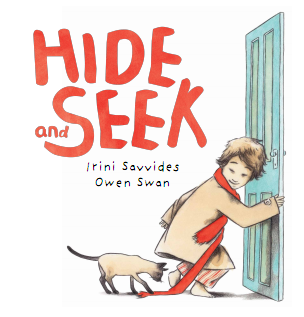 HIDE
and SEEK
Irini Savvides
Owen Swan